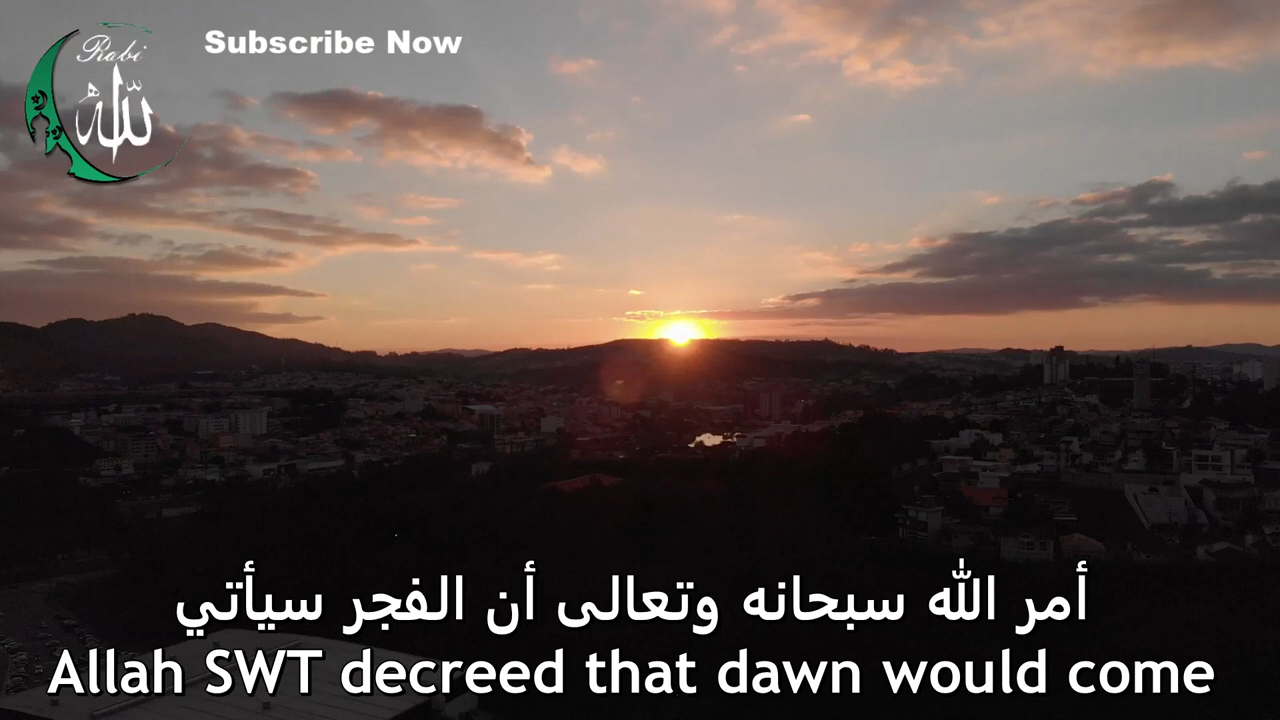 Rabi
الله
Subscribe Now
أمر الله سبحانه وتعالى أن الفجر سيأتي
Allah SWT decreed that dawn would come